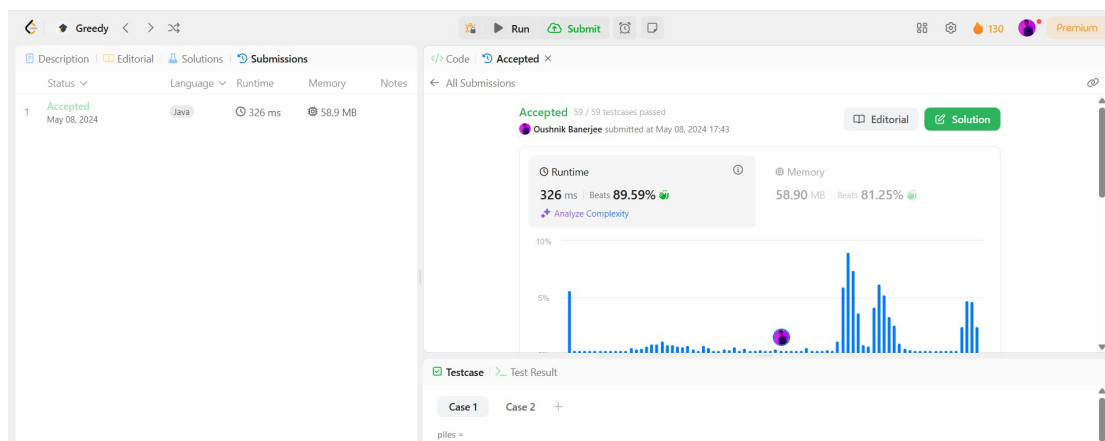 Greedy Run Submit 130 Premium
Description Editorial Solutions Submissions
Status Language Runtime Memory Notes
1 Accepted Java 326 ms 58.9 MB
May 08, 2024
</> Code Accepted ×
← All Submissions
Accepted 59 / 59 testcases passed
Oushnik Banerjee submitted at May 08, 2024 17:43
Editorial Solution
Runtime
326 ms Beats 89.59%
Analyze Complexity
Memory
58.90 MB Beats 81.25%
10%
5%
Testcase >_ Test Result
Case 1 Case 2 +
piles =